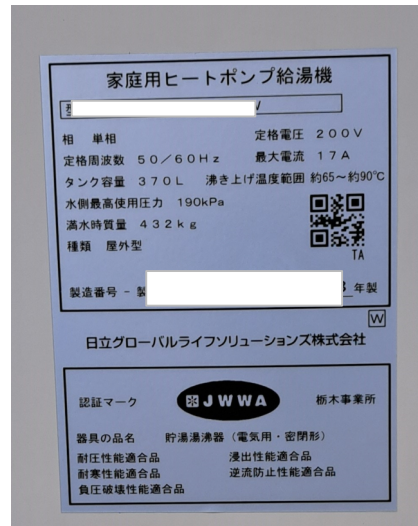 家庭用ヒートポンプ給湯機
相 単相 定格電圧 200V
定格周波数 50/60Hz 最大電流 17A
タンク容量 370L 沸き上げ温度範囲 約65~約90℃
水側最高使用圧力 190kPa
満水時質量 432kg
種類 屋外型
TA
製造番号 - 製 年製
W
日立グローバルライフソリューションズ株式会社
認証マーク JWWA 栃木事業所
器具の品名 貯湯湯沸器(電気用・密閉形)
耐圧性能適合品 浸出性能適合品
耐寒性能適合品 逆流防止性能適合品
負圧破壊性能適合品